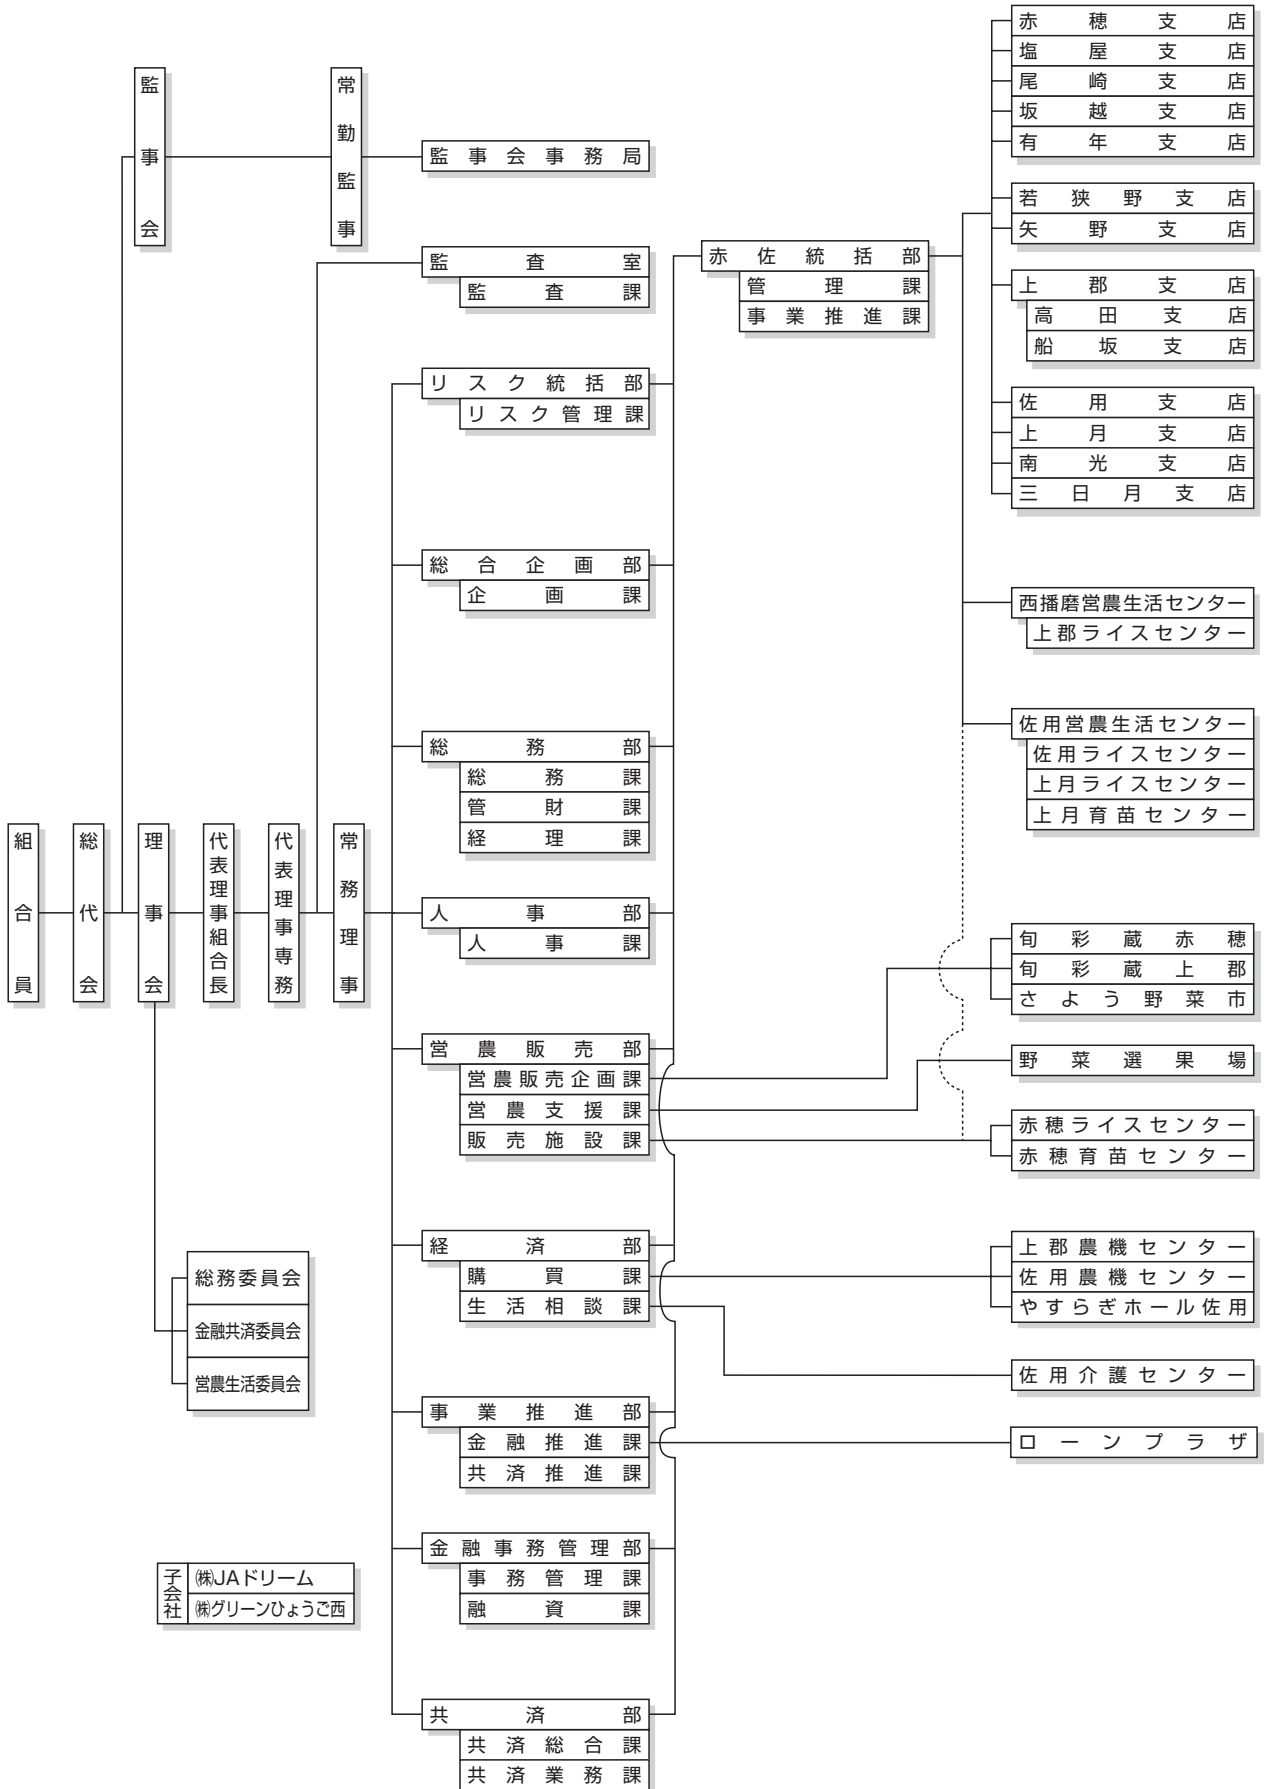 組合員
総代会
監事会
常勤監事
監事会事務局
理事会
総務委員会
金融共済委員会
営農生活委員会
代表理事組合長
代表理事専務
常務理事
監査室
監査課
リスク統括部
リスク管理課
総合企画部
企画課
総務部
総務課
管財課
経理課
人事部
人事課
営農販売部
営農販売企画課
営農支援課
販売施設課
経済部
購買課
生活相談課
事業推進部
金融推進課
共済推進課
金融事務管理部
事務管理課
融資課
共済部
共済総合課
共済業務課
赤佐統括部
管理課
事業推進課
赤穂支店
塩屋支店
尾崎支店
坂越支店
有年支店
若狭野支店
矢野支店
上郡支店
高田支店
船坂支店
佐用支店
上月支店
南光支店
三日月支店
西播磨営農生活センター
上郡ライスセンター
佐用営農生活センター
佐用ライスセンター
上月ライスセンター
上月育苗センター
旬彩蔵赤穂
旬彩蔵上郡
さよう野菜市
野菜選果場
赤穂ライスセンター
赤穂育苗センター
上郡農機センター
佐用農機センター
やすらぎホール佐用
佐用介護センター
ローンプラザ
子会社
㈱JAドリーム
㈱グリーンひょうご西